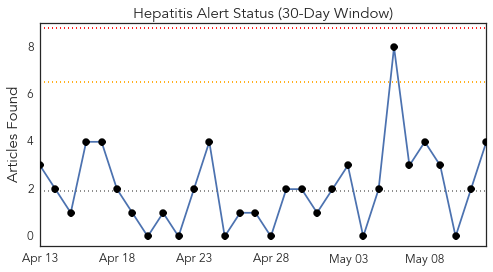 Hepatitis Alert Status (30-Day Window)
Articles Found
8
6
4
2
0
Apr 13 Apr 18 Apr 23 Apr 28 May 03 May 08